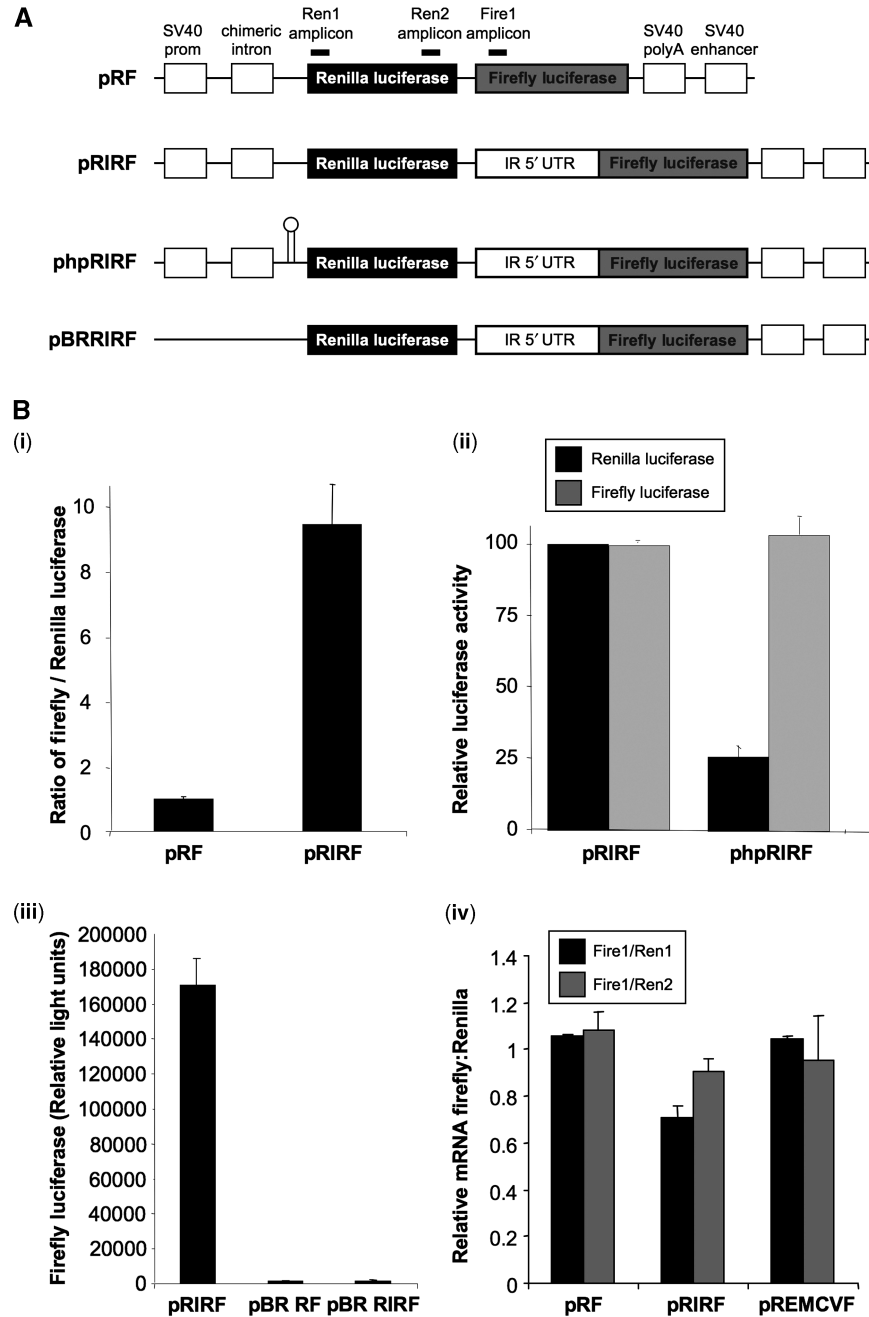 A
SV40 prom
chimeric intron
Ren1 amplicon
Ren2 amplicon
Fire1 amplicon
SV40 polyA
SV40 enhancer
pRF
Renilla luciferase
Firefly luciferase
pRIRF
Renilla luciferase
IR 5′ UTR
Firefly luciferase
phpRIRF
Renilla luciferase
IR 5′ UTR
Firefly luciferase
pBRRIRF
Renilla luciferase
IR 5′ UTR
Firefly luciferase
B
(i)
Ratio of firefly / Renilla luciferase
10
8
6
4
2
0
pRF
pRIRF
(ii)
Renilla luciferase
Firefly luciferase
Relative luciferase activity
100
75
50
25
0
pRIRF
phpRIRF
(iii)
Firefly luciferase (Relative light units)
200000
180000
160000
140000
120000
100000
80000
60000
40000
20000
0
pRIRF
pBR RF
pBR RIRF
(iv)
Fire1/Ren1
Fire1/Ren2
Relative mRNA firefly:Renilla
1.4
1.2
1
0.8
0.6
0.4
0.2
0
pRF
pRIRF
pREMCVF